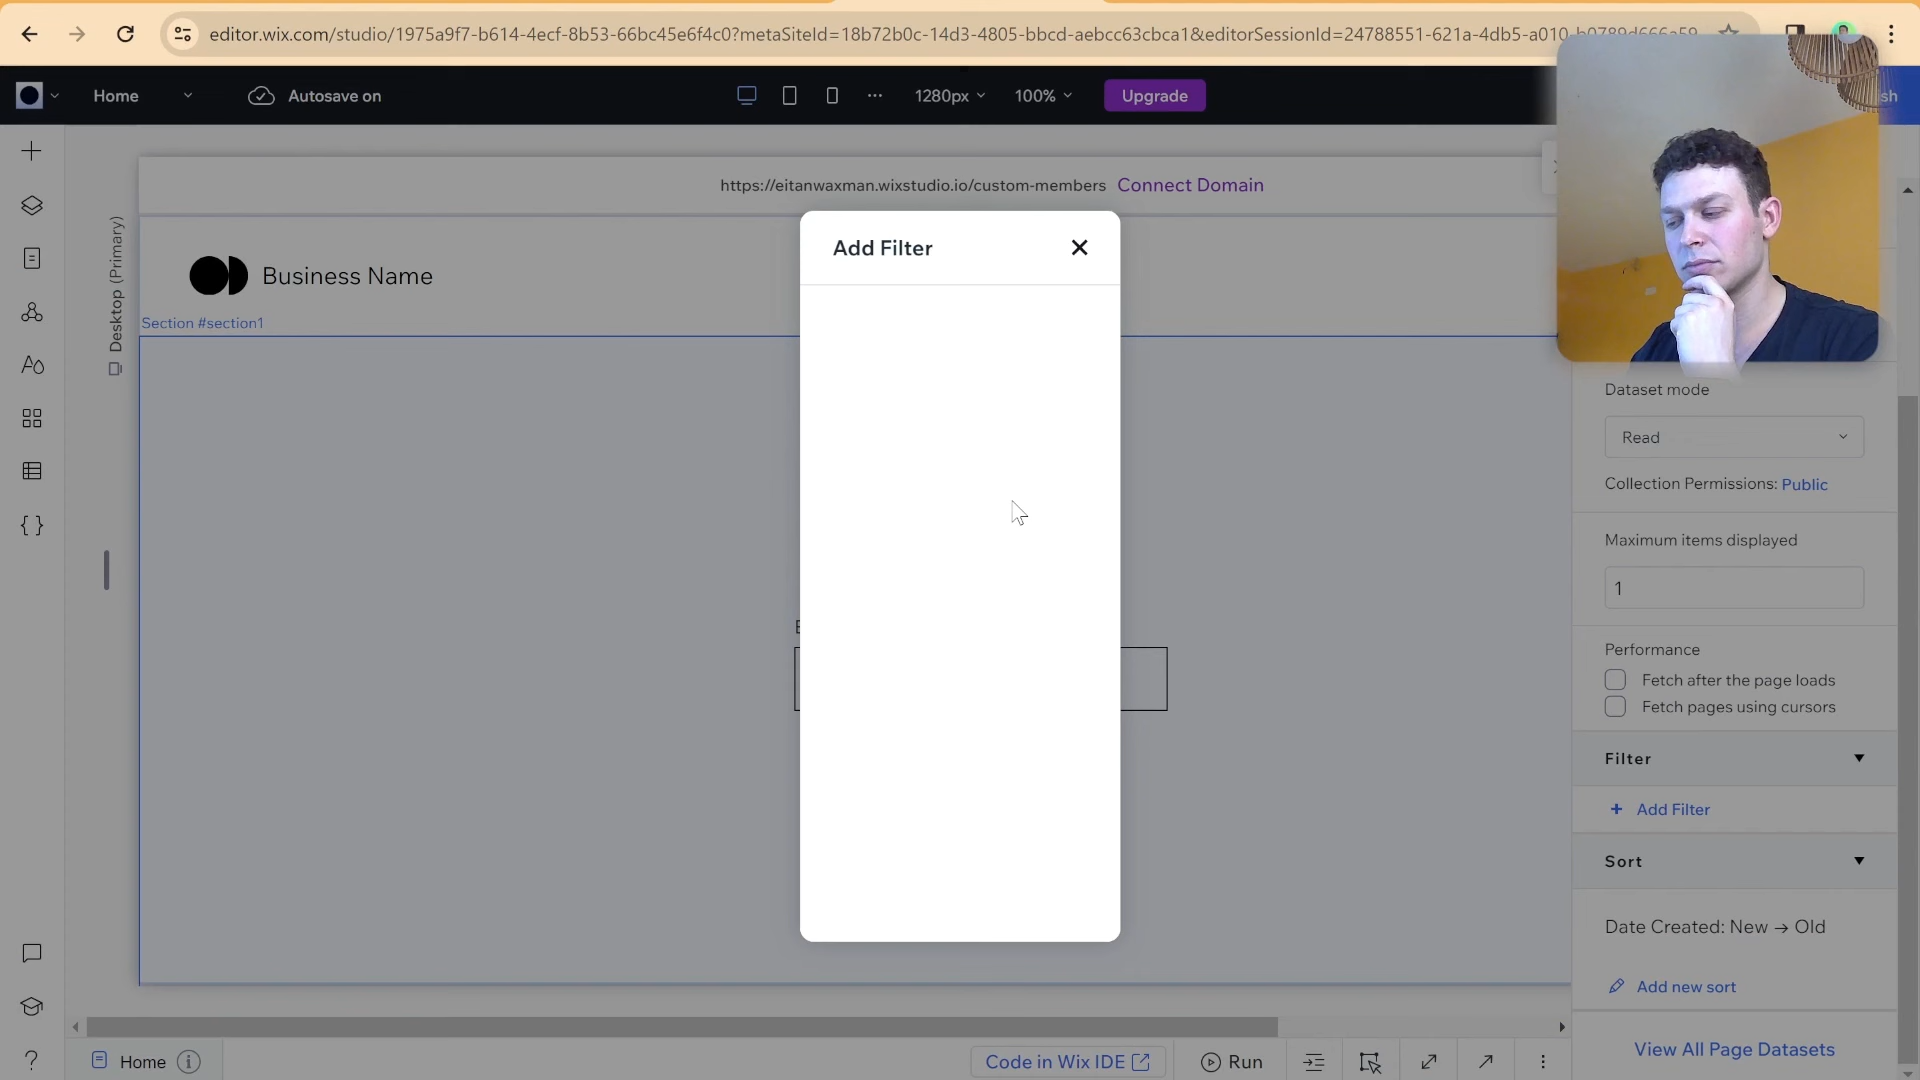 editor.wix.com/studio/1975a9f7-b614-4ecf-8b53-66bc45e6f4c0?metaSiteId=18b72b0c-14d3-4805-bbcd-aebcc63cbca1&editorSessionId=24788551-621a-4db5-a010-b0789d666a59
Home
Autosave on
1280px
100%
Upgrade
sh
https://eitanwaxman.wixstudio.io/custom-members Connect Domain
Desktop (Primary)
Add Filter
Business Name
Section #section1
Dataset mode
Read
Collection Permissions: Public
Maximum items displayed
1
Performance
Fetch after the page loads
Fetch pages using cursors
Filter
+ Add Filter
Sort
Date Created: New → Old
Add new sort
View All Page Datasets
Home
Code in Wix IDE
Run